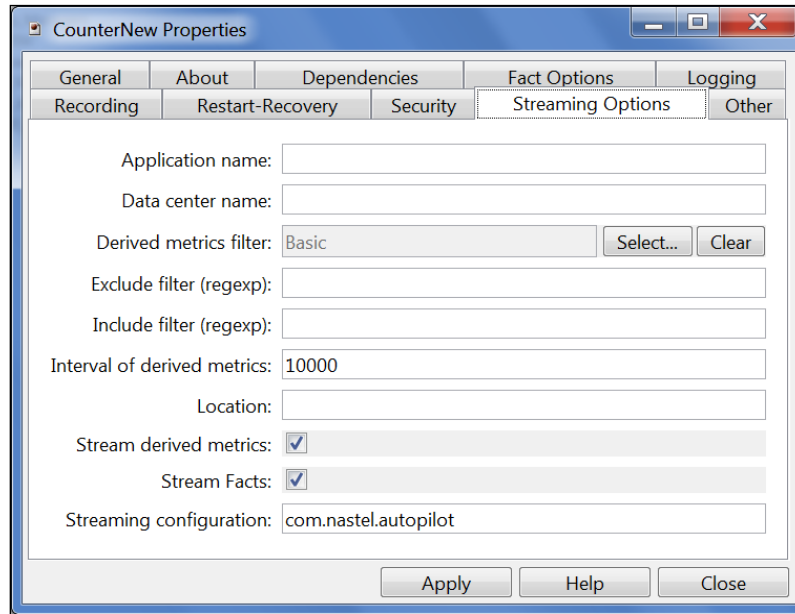 CounterNew Properties
General About Dependencies Fact Options Logging
Recording Restart-Recovery Security Streaming Options Other
Application name:
Data center name:
Derived metrics filter: Basic Select... Clear
Exclude filter (regexp):
Include filter (regexp):
Interval of derived metrics: 10000
Location:
Stream derived metrics:
Stream Facts:
Streaming configuration: com.nastel.autopilot
Apply Help Close